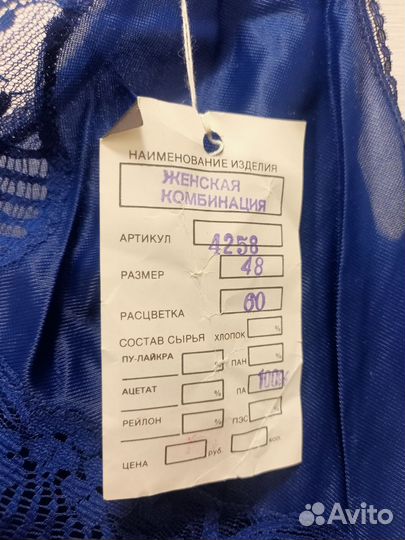 НАИМЕНОВАНИЕ ИЗДЕЛИЯ
ЖЕНСКАЯ
КОМБИНАЦИЯ
АРТИКУЛ 4258
РАЗМЕР 48
РАСЦВЕТКА 60
СОСТАВ СЫРЬЯ ХЛОПОК %
ПУ-ЛАЙКРА % ПАН %
АЦЕТАТ % ПА 100%
РЕЙЛОН % ПЭС %
ЦЕНА руб. коп.
Avito